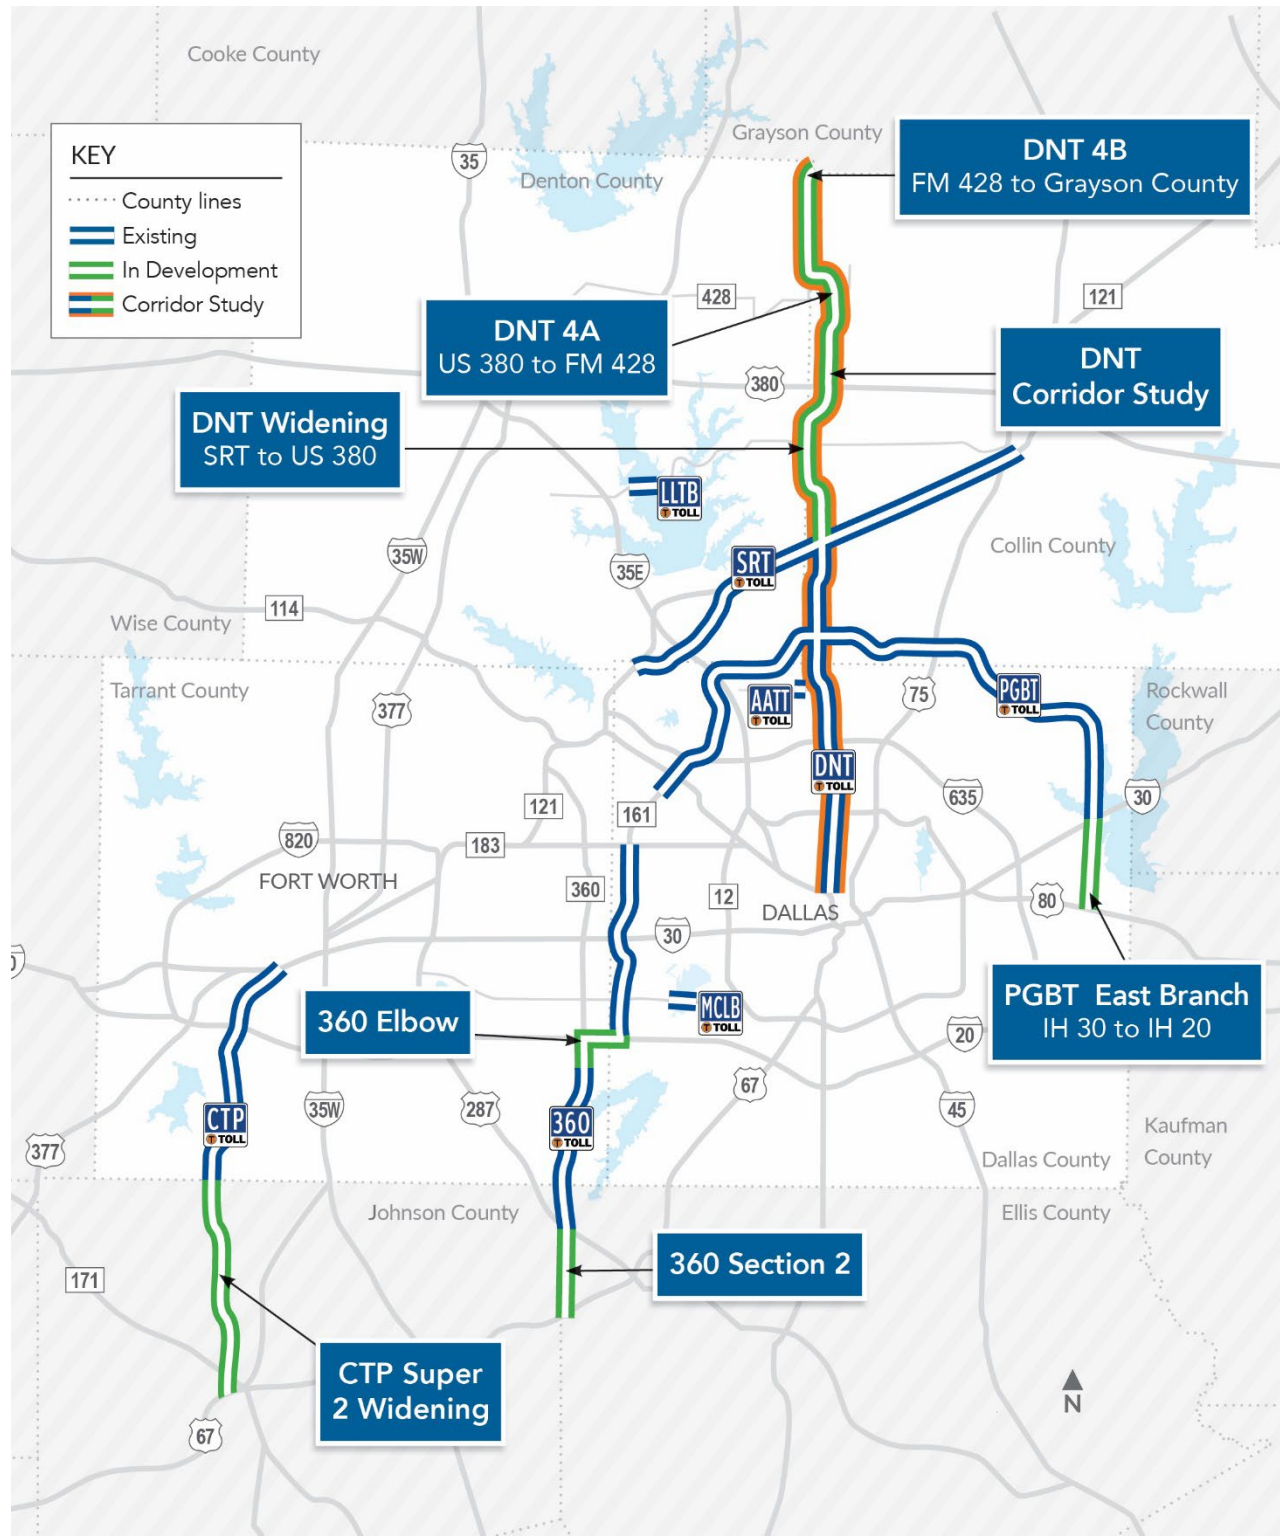 Cooke County
Grayson County
KEY
County lines
Existing
In Development
Corridor Study
35
Denton County
DNT 4B
FM 428 to Grayson County
428
121
DNT 4A
US 380 to FM 428
DNT
Corridor Study
380
DNT Widening
SRT to US 380
LLTB
TOLL
35W
35E
SRT
TOLL
Collin County
114
Wise County
Tarrant County
377
AATT
TOLL
75
PGBT
TOLL
Rockwall
County
DNT
TOLL
121
161
635
30
820
183
FORT WORTH
360
12
DALLAS
80
30
PGBT East Branch
IH 30 to IH 20
360 Elbow
MCLB
TOLL
20
67
CTP
TOLL
35W
287
360
TOLL
45
377
Kaufman
County
Dallas County
Johnson County
Ellis County
360 Section 2
171
CTP Super
2 Widening
N
67